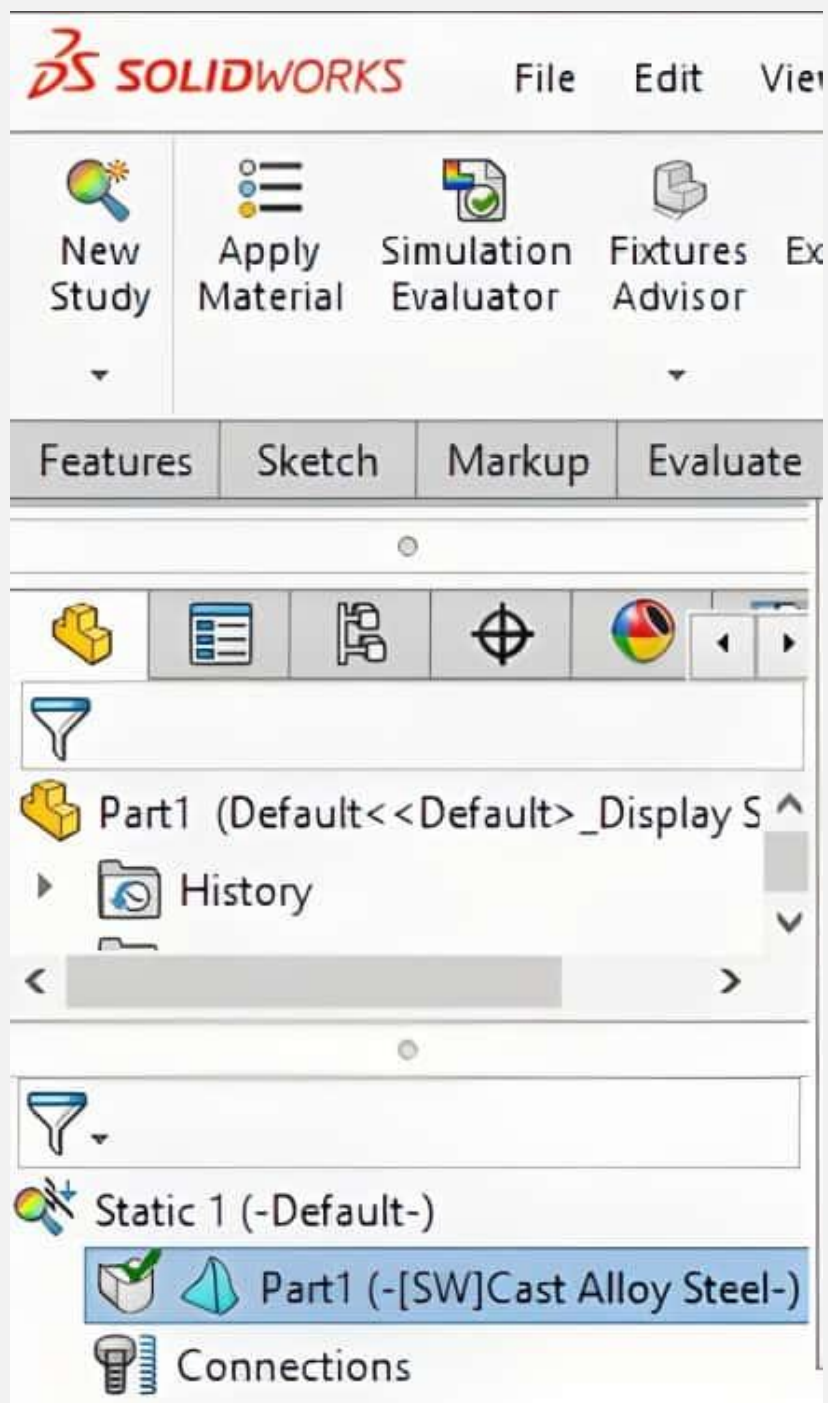 SOLIDWORKS File Edit
New Study Apply Material Simulation Evaluator Fixtures Advisor
Features Sketch Markup Evaluate
Part1 (Default<<Default>_Display S
History
Static 1 (-Default-)
Part1 (-[SW]Cast Alloy Steel-)
Connections